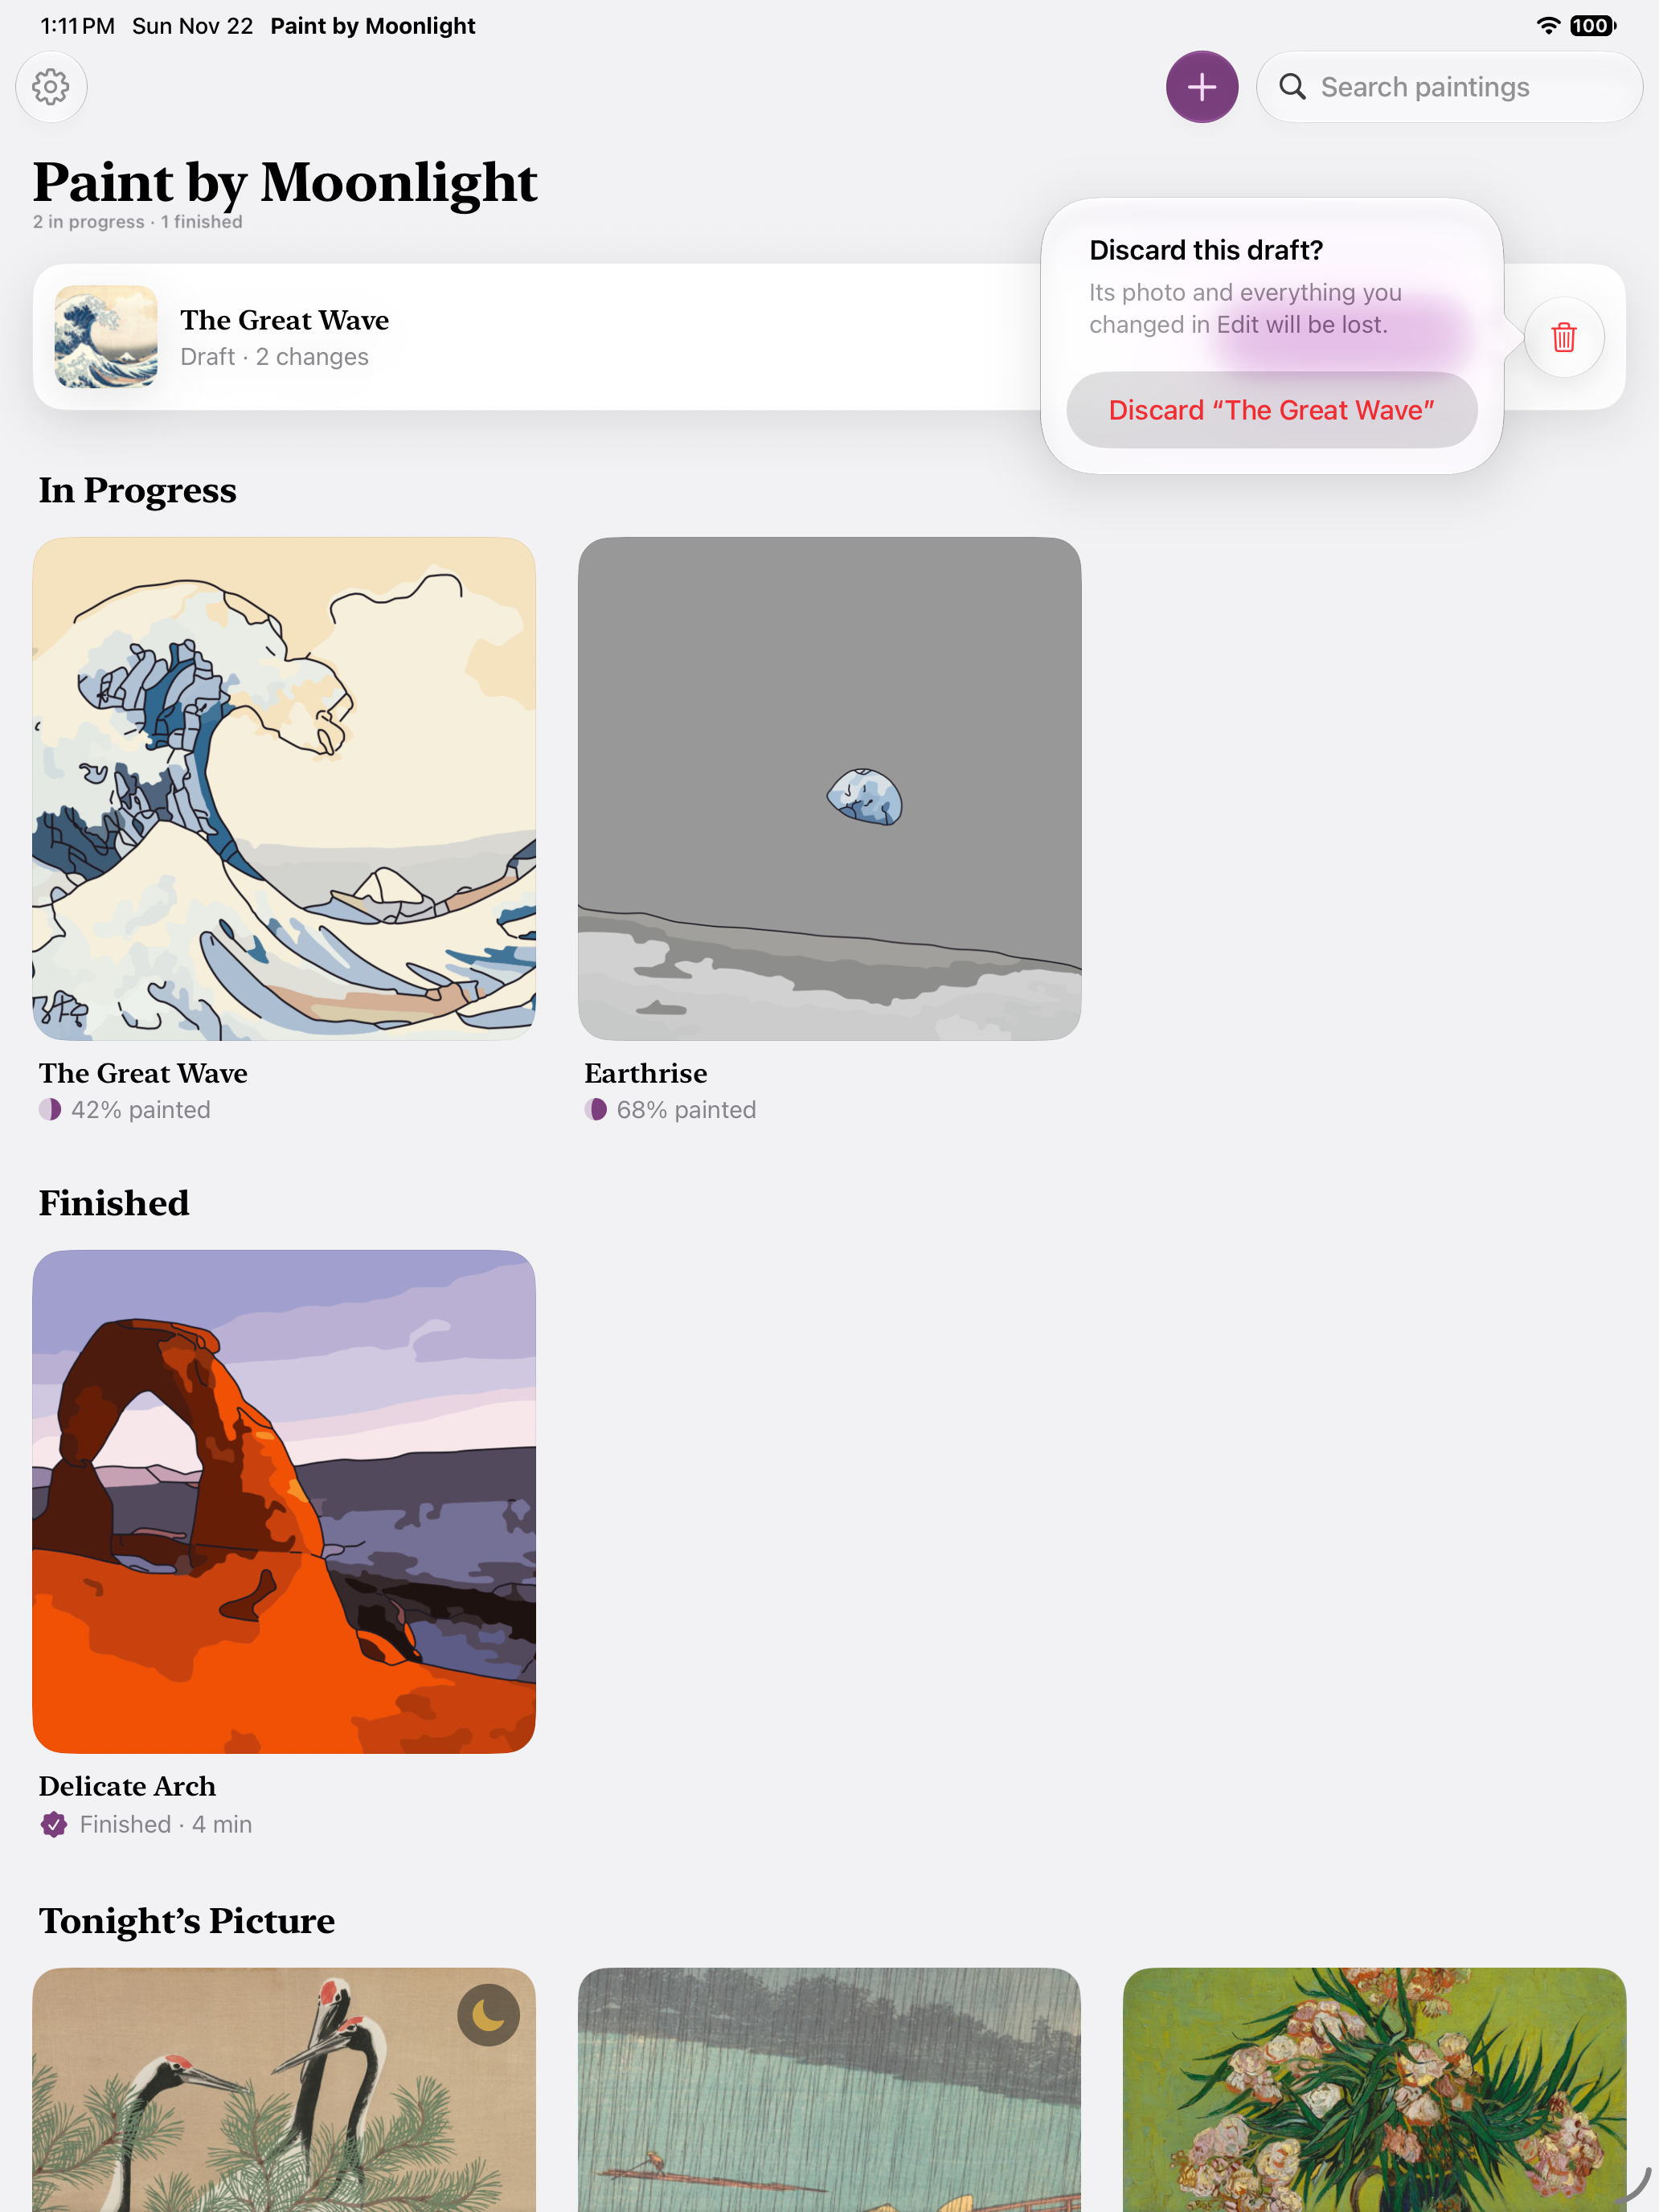 1:11 PM Sun Nov 22 Paint by Moonlight
100
Search paintings
Paint by Moonlight
2 in progress · 1 finished
The Great Wave
Draft · 2 changes
Discard this draft?
Its photo and everything you
changed in Edit will be lost.
Discard “The Great Wave”
In Progress
The Great Wave
42% painted
Earthrise
68% painted
Finished
Delicate Arch
Finished · 4 min
Tonight’s Picture